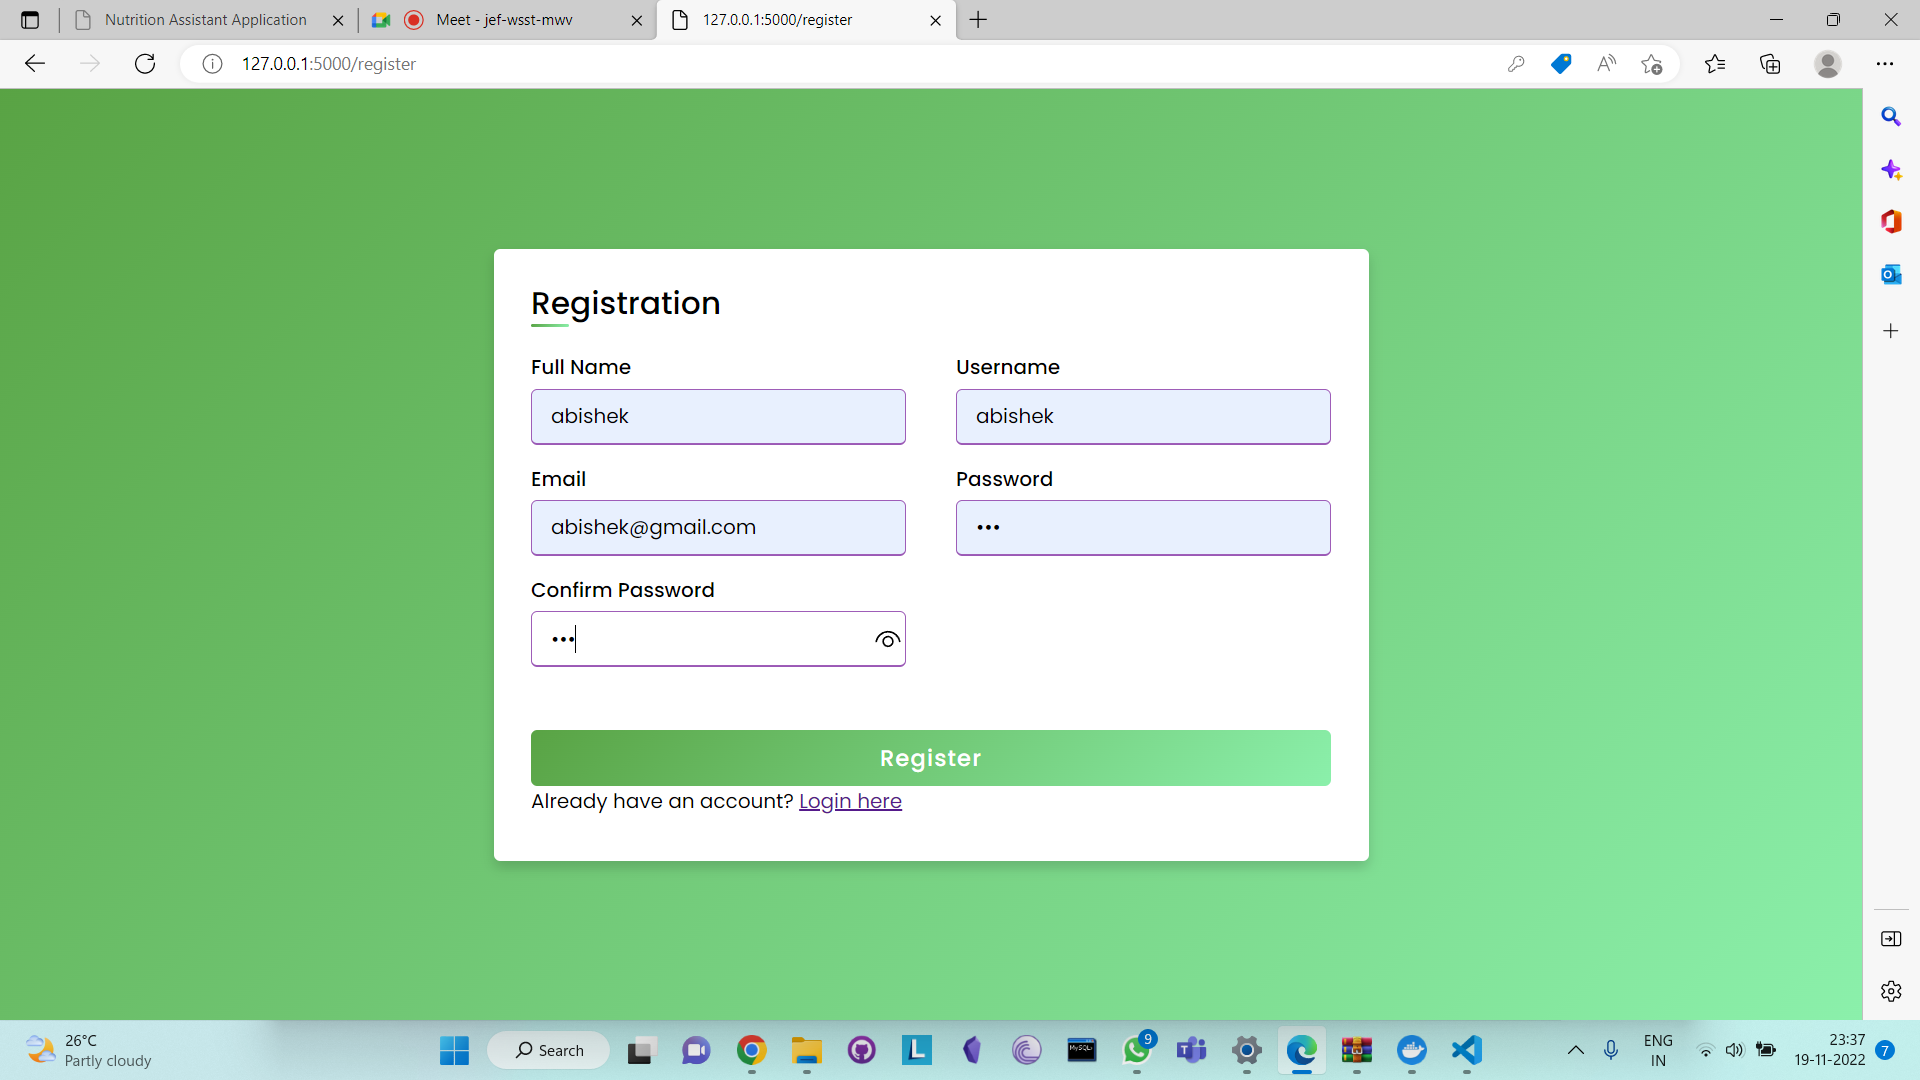 Nutrition Assistant Application
Meet - jef-wsst-mwv
127.0.0.1:5000/register
127.0.0.1:5000/register
Registration
Full Name
Username
abishek
abishek
Email
Password
abishek@gmail.com
•••
Confirm Password
•••
Register
Already have an account? Login here
26°C
Partly cloudy
Search
L
MySQL
9
T
ENG
IN
23:37
19-11-2022
7